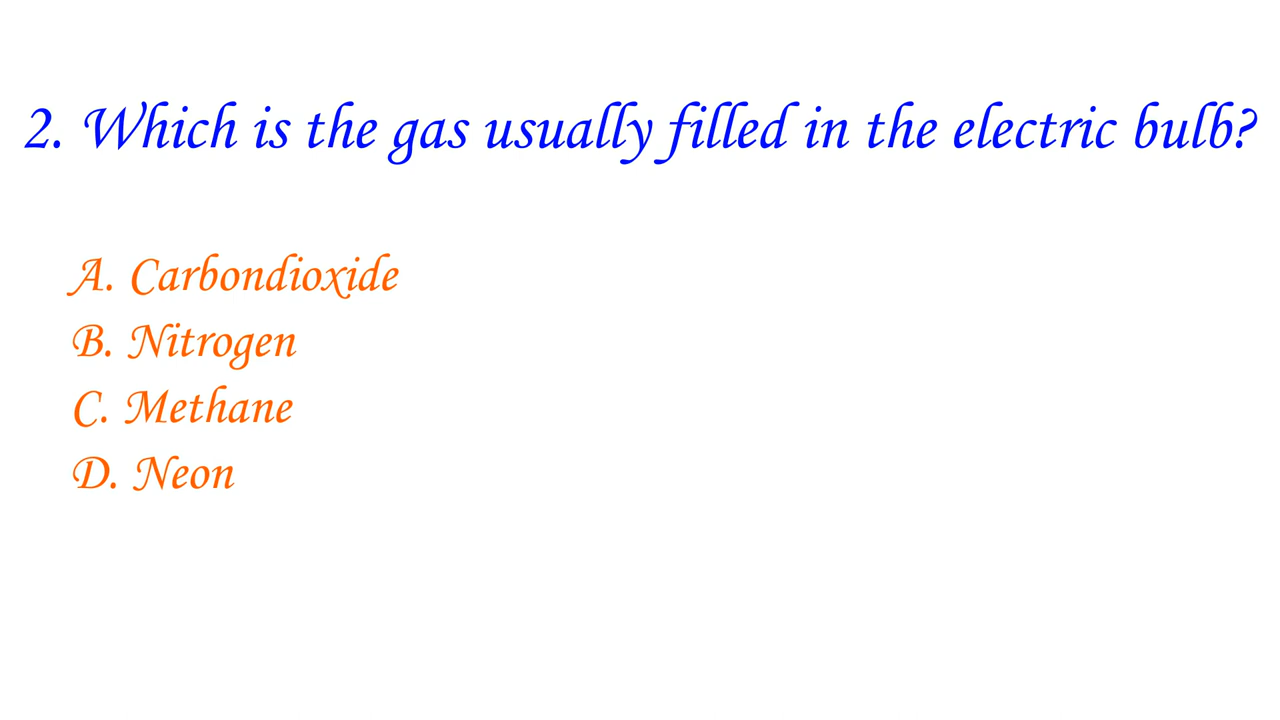 2. Which is the gas usually filled in the electric bulb?
A. Carbondioxide
B. Nitrogen
C. Methane
D. Neon